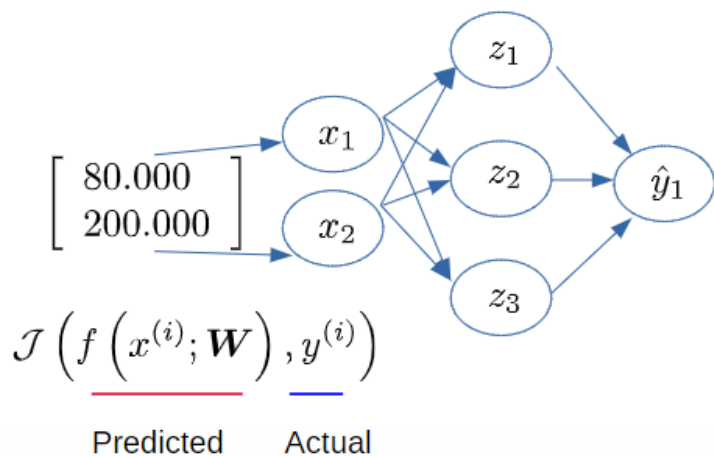 z₁
x₁
80.000
z₂
ŷ₁
200.000
x₂
z₃
𝒥 ( f ( x⁽ⁱ⁾; W ) , y⁽ⁱ⁾ )
Predicted Actual